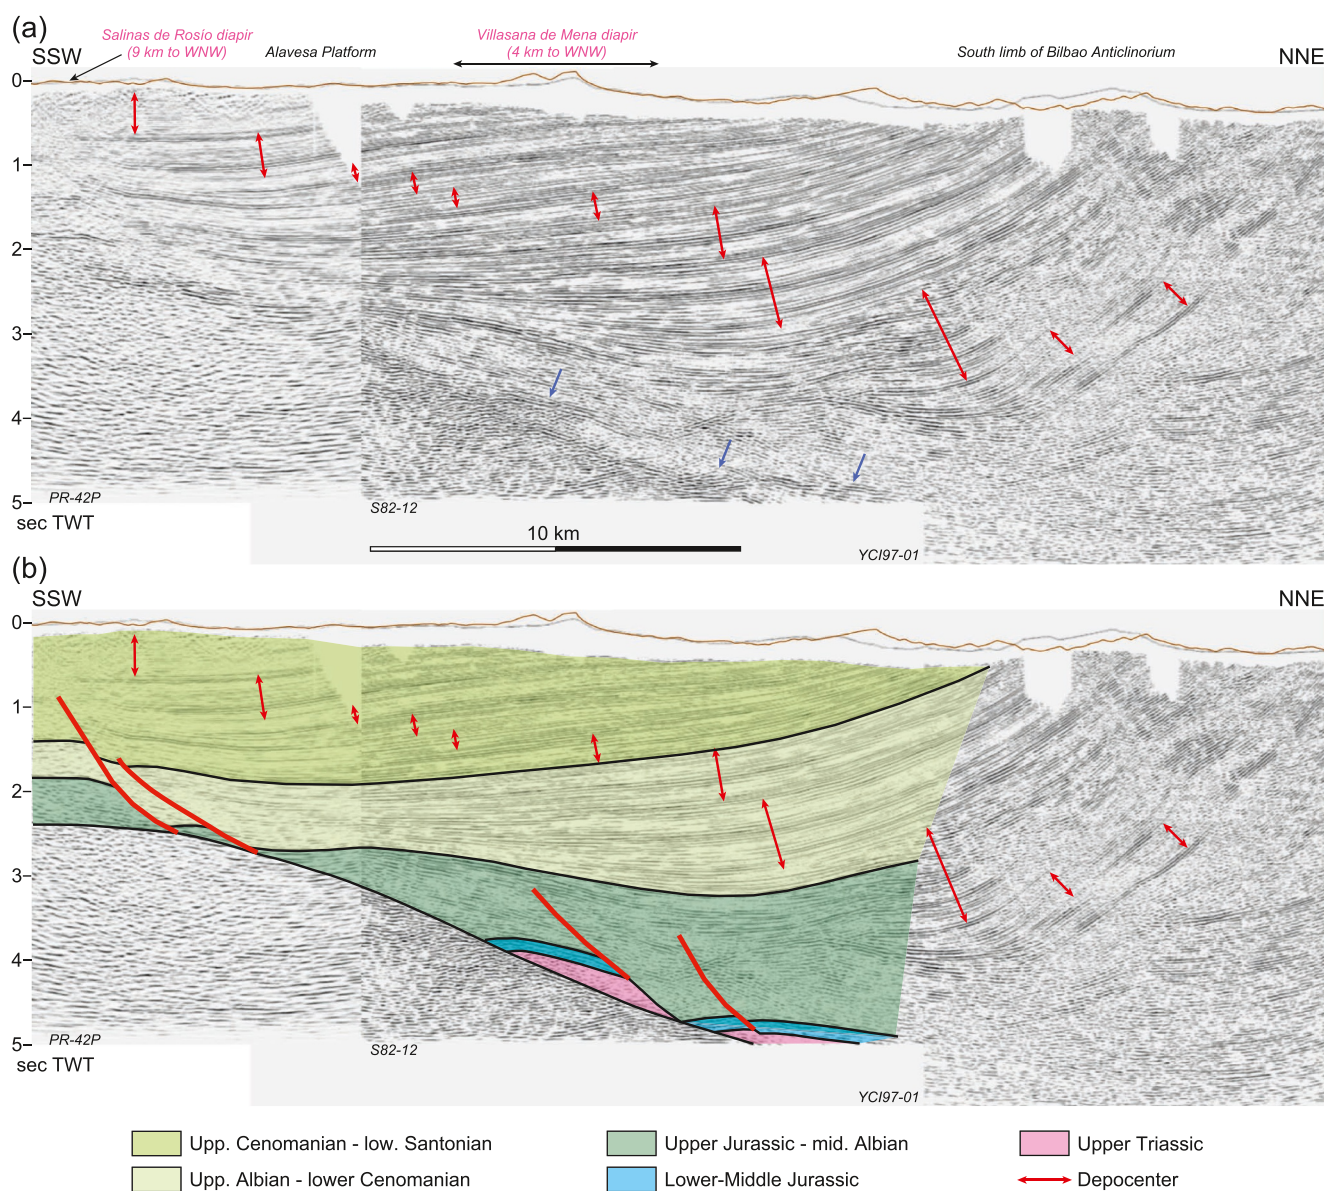 (a)
Salinas de Rosio diapir
(9 km to WNW)
Alavesa Platform
Villasana de Mena diapir
(4 km to WNW)
South limb of Bilbao Anticlinorium
SSW
NNE
0
1
2
3
4
5
sec TWT
PR-42P
S82-12
10 km
YCI97-01
(b)
SSW
NNE
0
1
2
3
4
5
sec TWT
PR-42P
S82-12
YCI97-01
Upp. Cenomanian - low. Santonian
Upper Jurassic - mid. Albian
Upper Triassic
Upp. Albian - lower Cenomanian
Lower-Middle Jurassic
Depocenter